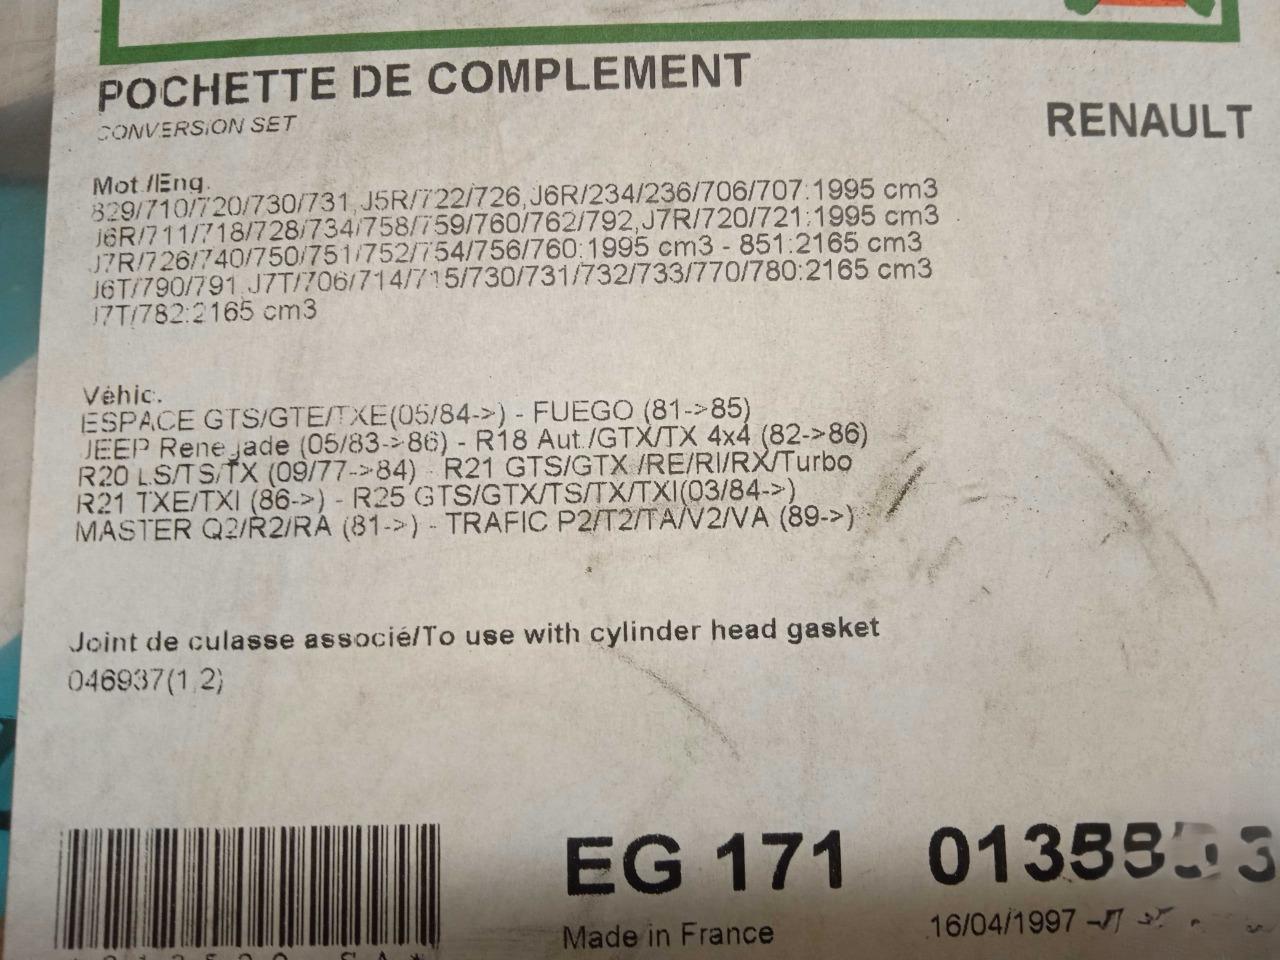 POCHETTE DE COMPLEMENT
CONVERSION SET
RENAULT
Mot./Eng.
829/710/720/730/731,J5R/722/726,J6R/234/236/706/707:1995 cm3
J6R/711/718/728/734/758/759/760/762/792,J7R/720/721:1995 cm3
J7R/726/740/750/751/752/754/756/760:1995 cm3 - 851:2165 cm3
J6T/790/791,J7T/706/714/715/730/731/732/733/770/780:2165 cm3
J7T/782:2165 cm3
Véhic.
ESPACE GTS/GTE/TXE(05/84->) - FUEGO (81->85)
JEEP Renegade (05/83->86) - R18 Aut./GTX/TX 4x4 (82->86)
R20 LS/TS/TX (09/77->84) - R21 GTS/GTX /RE/RI/RX/Turbo
R21 TXE/TXI (86->) - R25 GTS/GTX/TS/TX/TXI(03/84->)
MASTER Q2/R2/RA (81->) - TRAFIC P2/T2/TA/V2/VA (89->)
Joint de culasse associé/To use with cylinder head gasket
046937(1,2)
EG 171
Made in France
16/04/1997